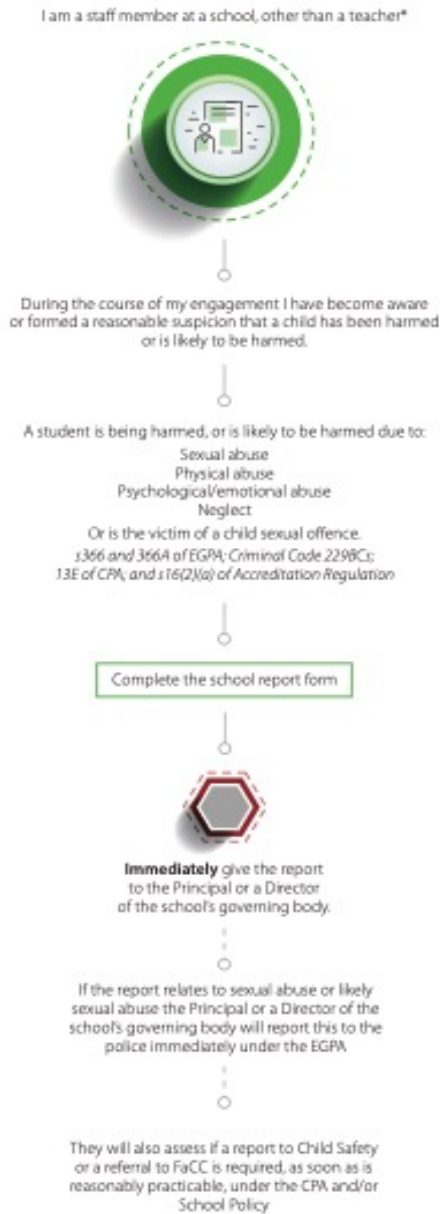 I am a staff member at a school, other than a teacher*
During the course of my engagement I have become aware
or formed a reasonable suspicion that a child has been harmed
or is likely to be harmed.
A student is being harmed, or is likely to be harmed due to:
Sexual abuse
Physical abuse
Psychological/emotional abuse
Neglect
Or is the victim of a child sexual offence.
s366 and 366A of EGPA; Criminal Code 229BCs;
13E of CPA; and s16(2)(a) of Accreditation Regulation
Complete the school report form
Immediately give the report
to the Principal or a Director
of the school's governing body.
If the report relates to sexual abuse or likely
sexual abuse the Principal or a Director of the
school's governing body will report this to the
police immediately under the EGPA
They will also assess if a report to Child Safety
or a referral to FaCC is required, as soon as is
reasonably practicable, under the CPA and/or
School Policy